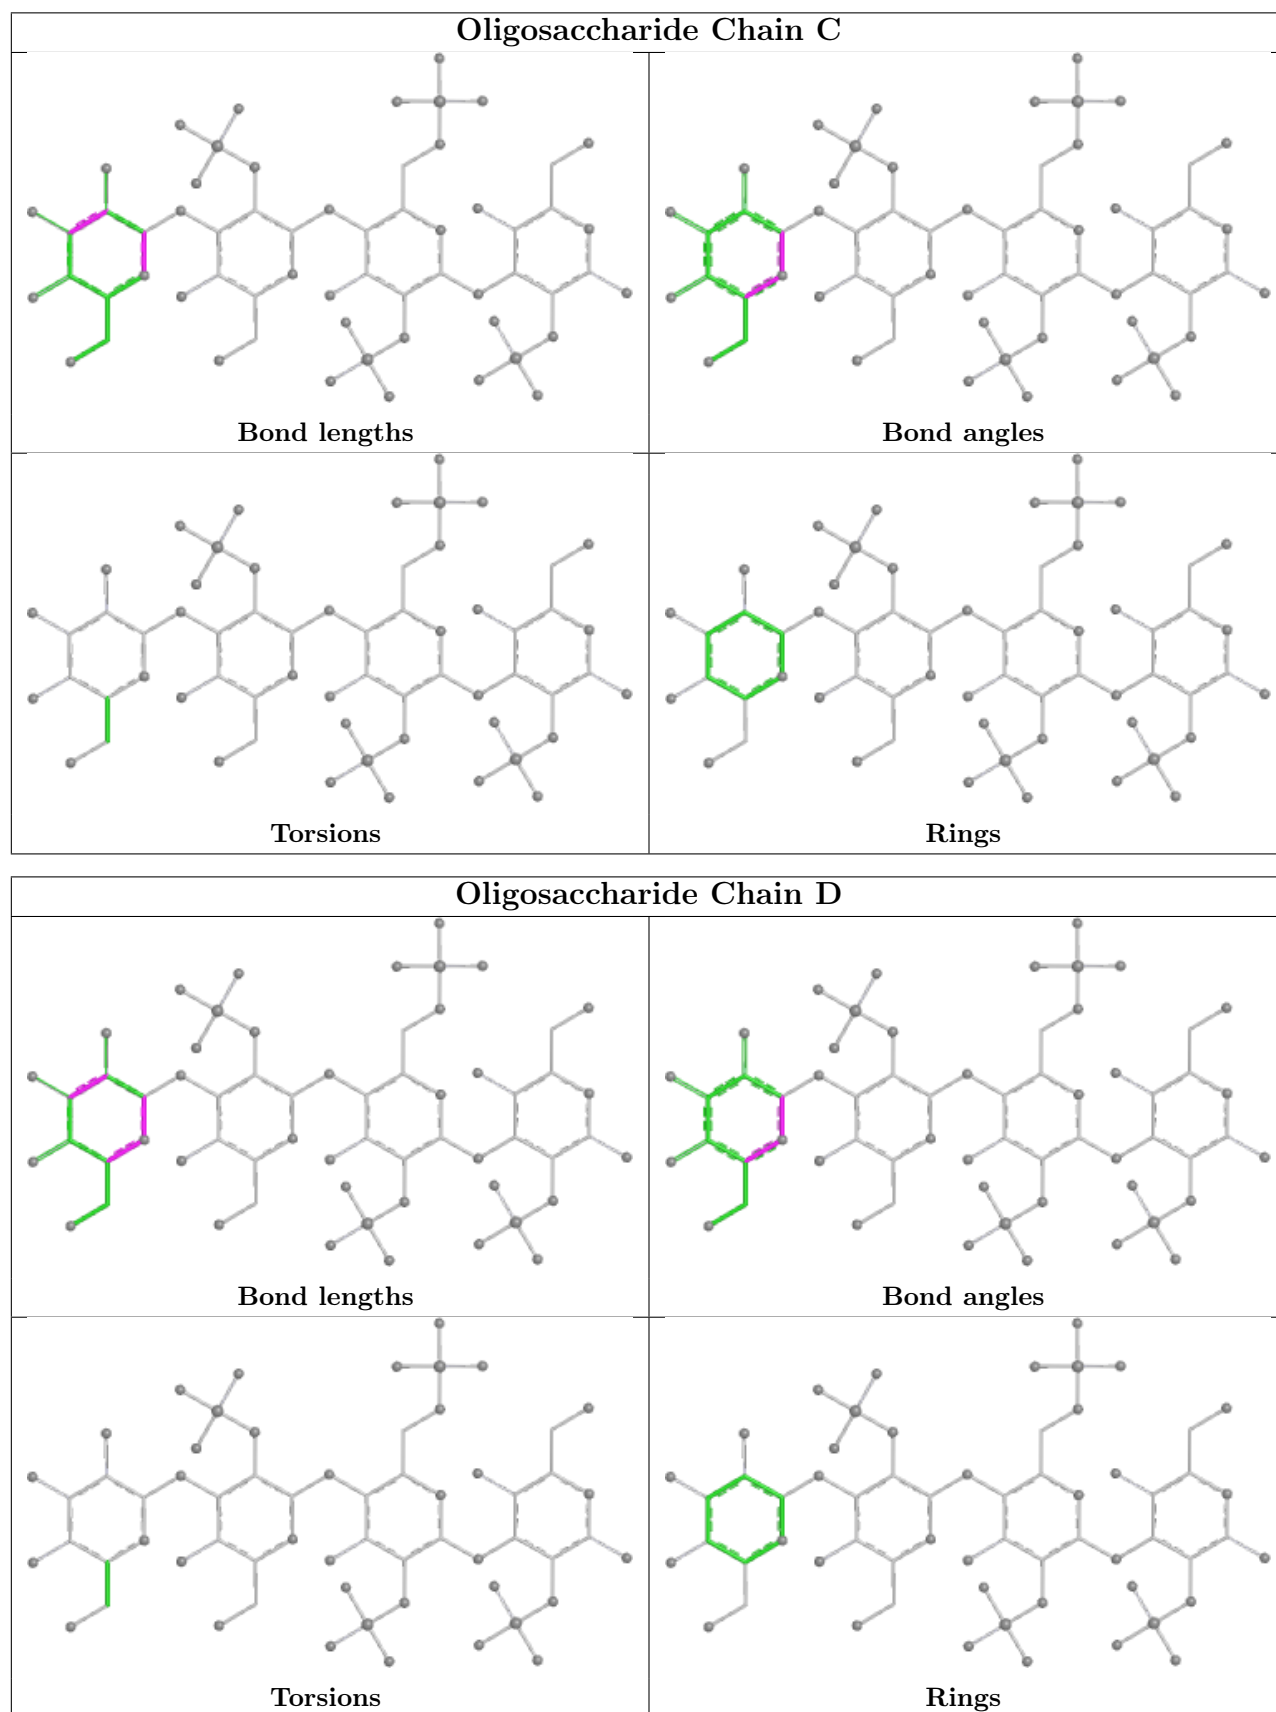 Oligosaccharide Chain C
Bond lengths
Bond angles
Torsions
Rings
Oligosaccharide Chain D
Bond lengths
Bond angles
Torsions
Rings